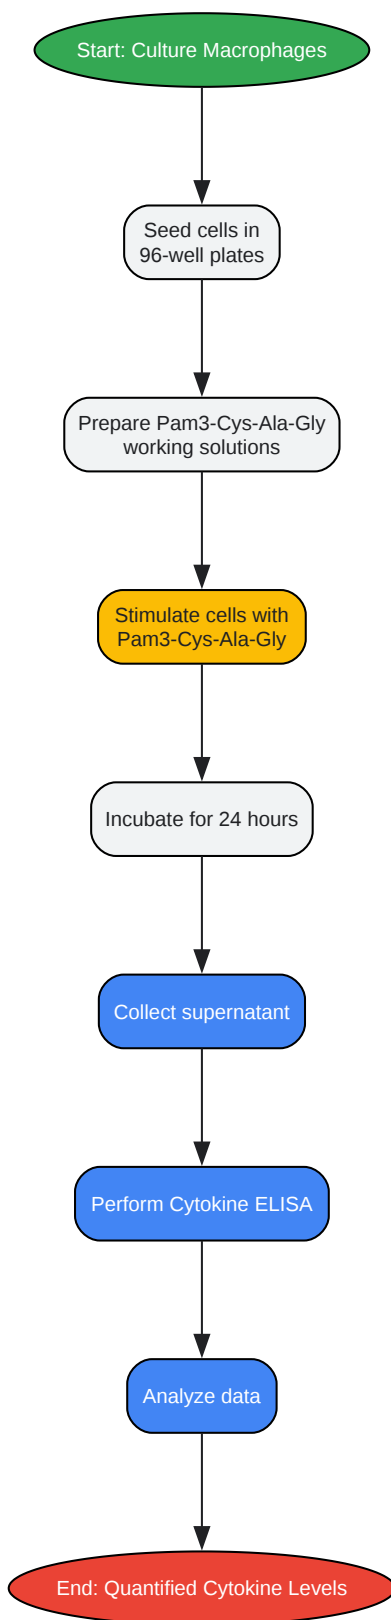 Start: Culture Macrophages
Seed cells in
96-well plates
Prepare Pam3-Cys-Ala-Gly
working solutions
Stimulate cells with
Pam3-Cys-Ala-Gly
Incubate for 24 hours
Collect supernatant
Perform Cytokine ELISA
Analyze data
End: Quantified Cytokine Levels